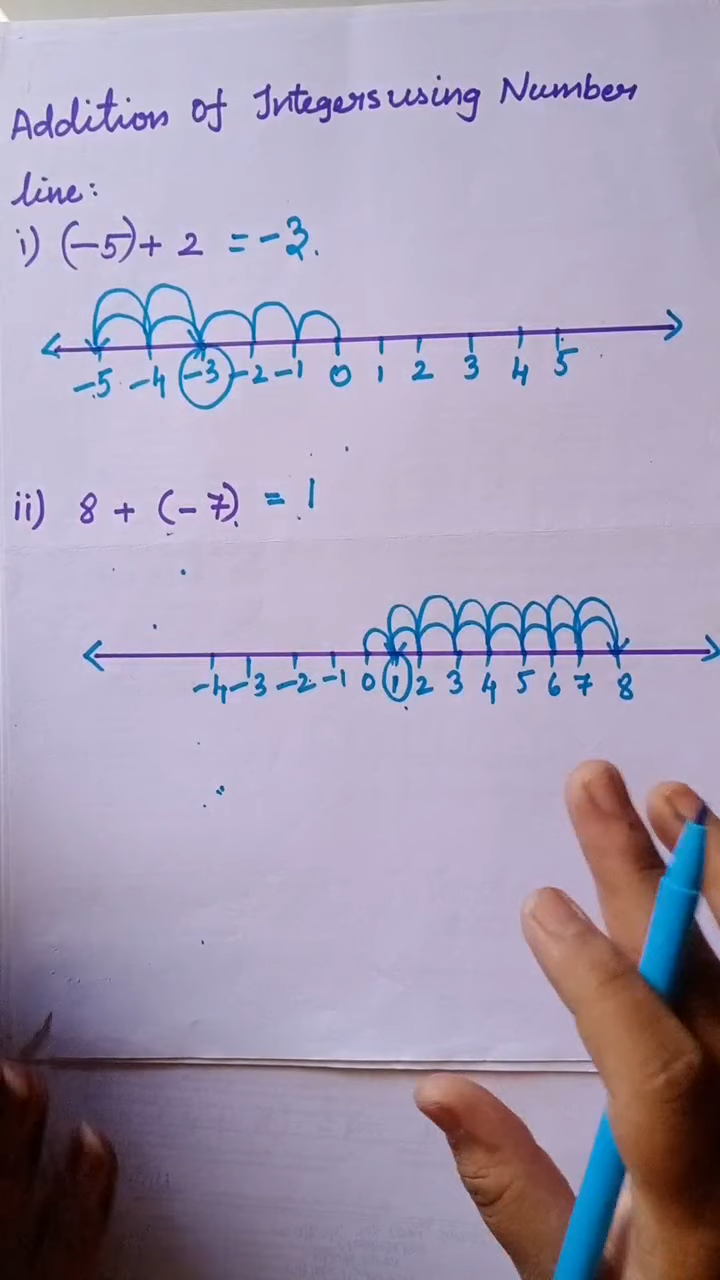 Addition of Integers using Number
line:
i) (-5) + 2 = -3.
-5 -4 -3 -2 -1 0 1 2 3 4 5
ii) 8 + (-7) = 1
-4 -3 -2 -1 0 1 2 3 4 5 6 7 8